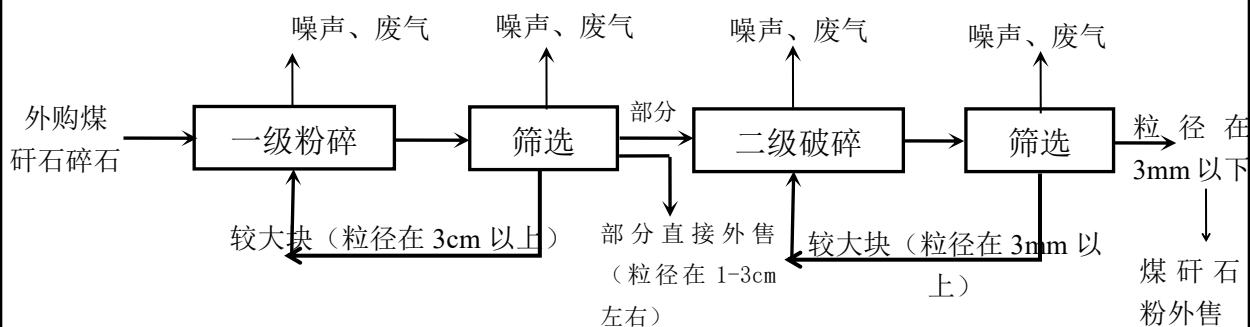 噪声、废气
噪声、废气
噪声、废气
噪声、废气
外购煤
矸石碎石
一级粉碎
筛选
部分
二级破碎
筛选
粒径在
3mm 以下
较大块（粒径在 3cm 以上）
部分直接外售
（粒径在 1-3cm
左右）
较大块（粒径在 3mm 以
上）
煤矸石
粉外售